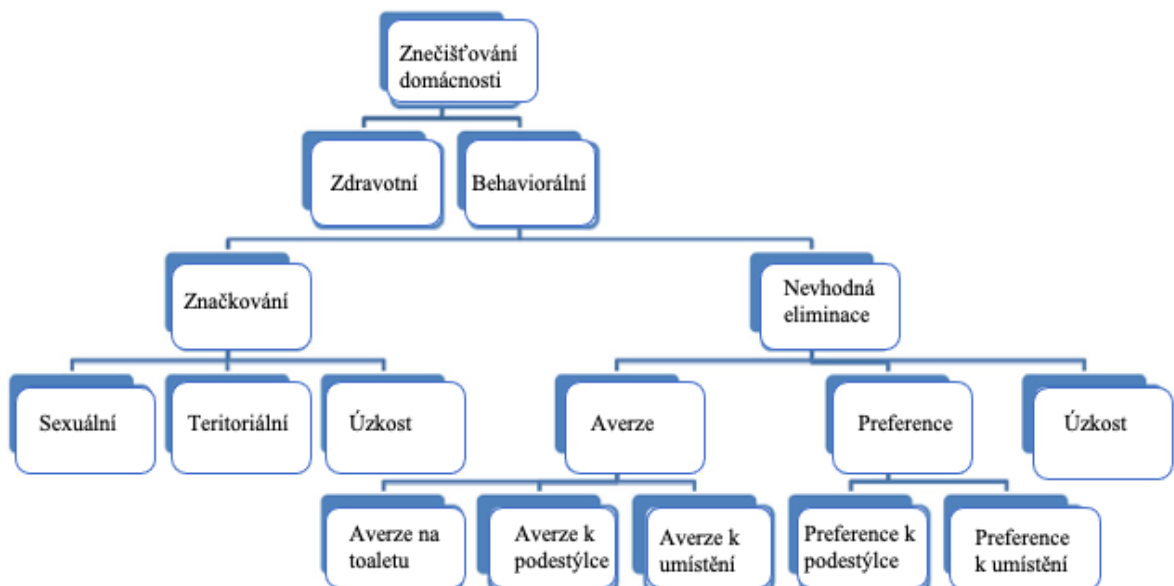 Znečišťování
domácnosti
Zdravotní
Behaviorální
Značkování
Nevhodná
eliminace
Sexuální
Teritoriální
Úzkost
Averze
Preference
Úzkost
Averze na
toaletu
Averze k
podestýlce
Averze k
umístění
Preference k
podestýlce
Preference
k umístění